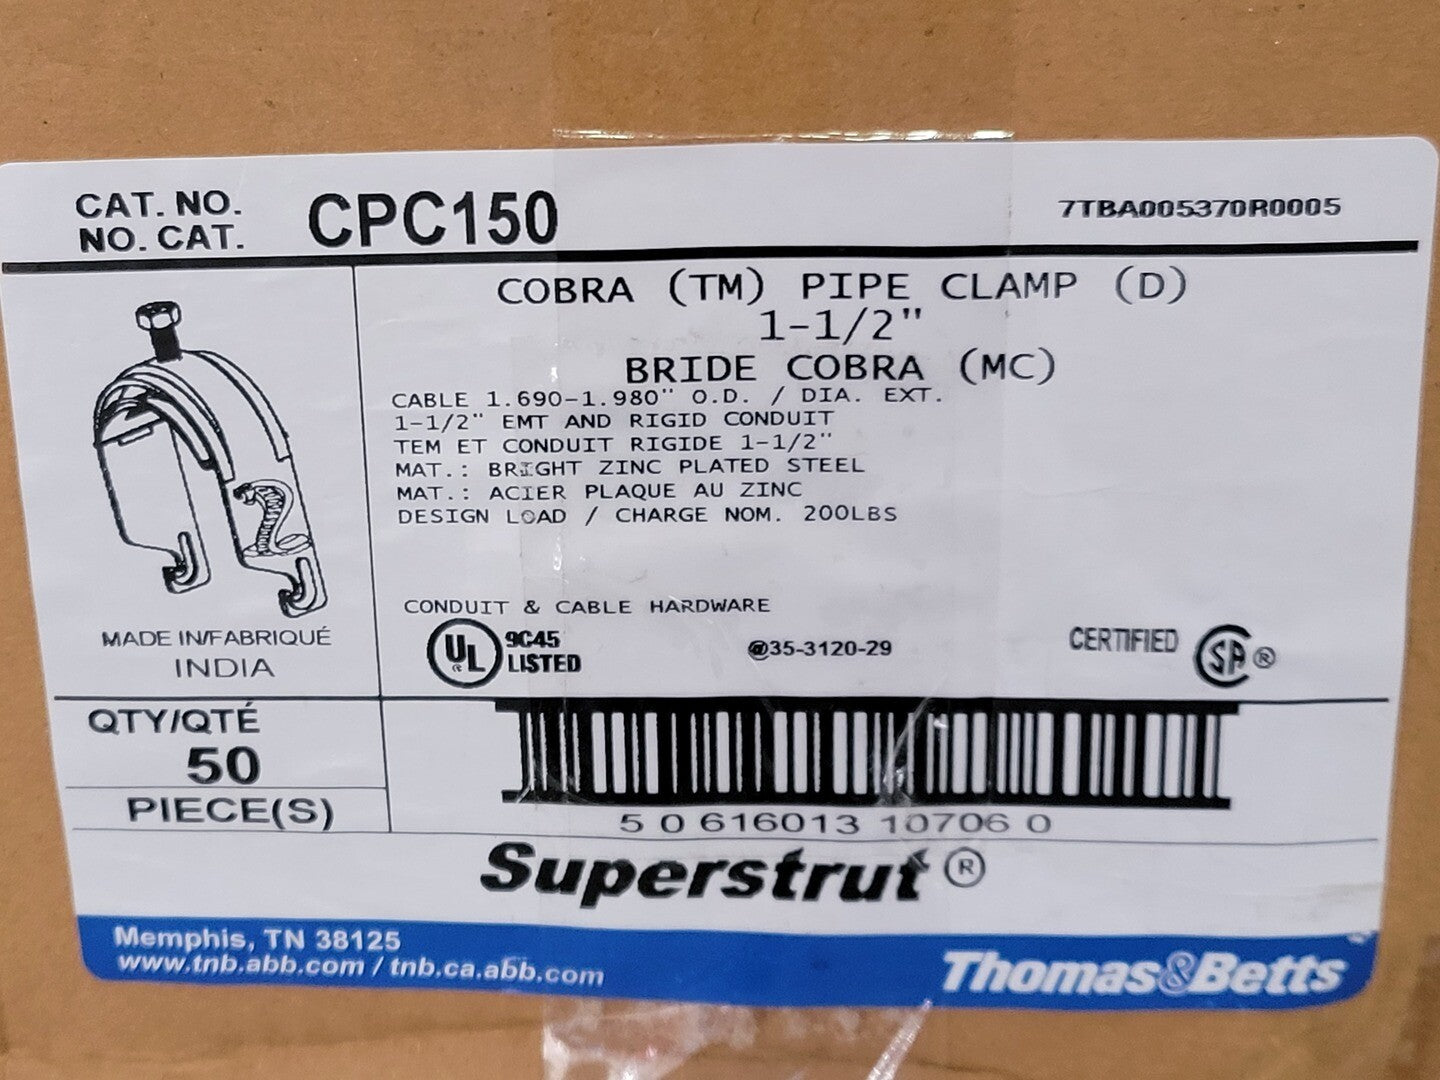 CAT. NO.
NO. CAT.
CPC150
7TBA005370R0005
COBRA (TM) PIPE CLAMP (D)
1-1/2"
BRIDE COBRA (MC)
CABLE 1.690-1.980" O.D. / DIA. EXT.
1-1/2" EMT AND RIGID CONDUIT
TEM ET CONDUIT RIGIDE 1-1/2"
MAT.: BRIGHT ZINC PLATED STEEL
MAT.: ACIER PLAQUE AU ZINC
DESIGN LOAD / CHARGE NOM. 200LBS
MADE IN/FABRIQUÉ
INDIA
CONDUIT & CABLE HARDWARE
UL® 9C45
LISTED
@35-3120-29
CERTIFIED SA®
QTY/QTÉ
50
PIECE(S)
5 0 616013 10706 0
Superstrut®
Memphis, TN 38125
www.tnb.abb.com / tnb.ca.abb.com
Thomas&Betts